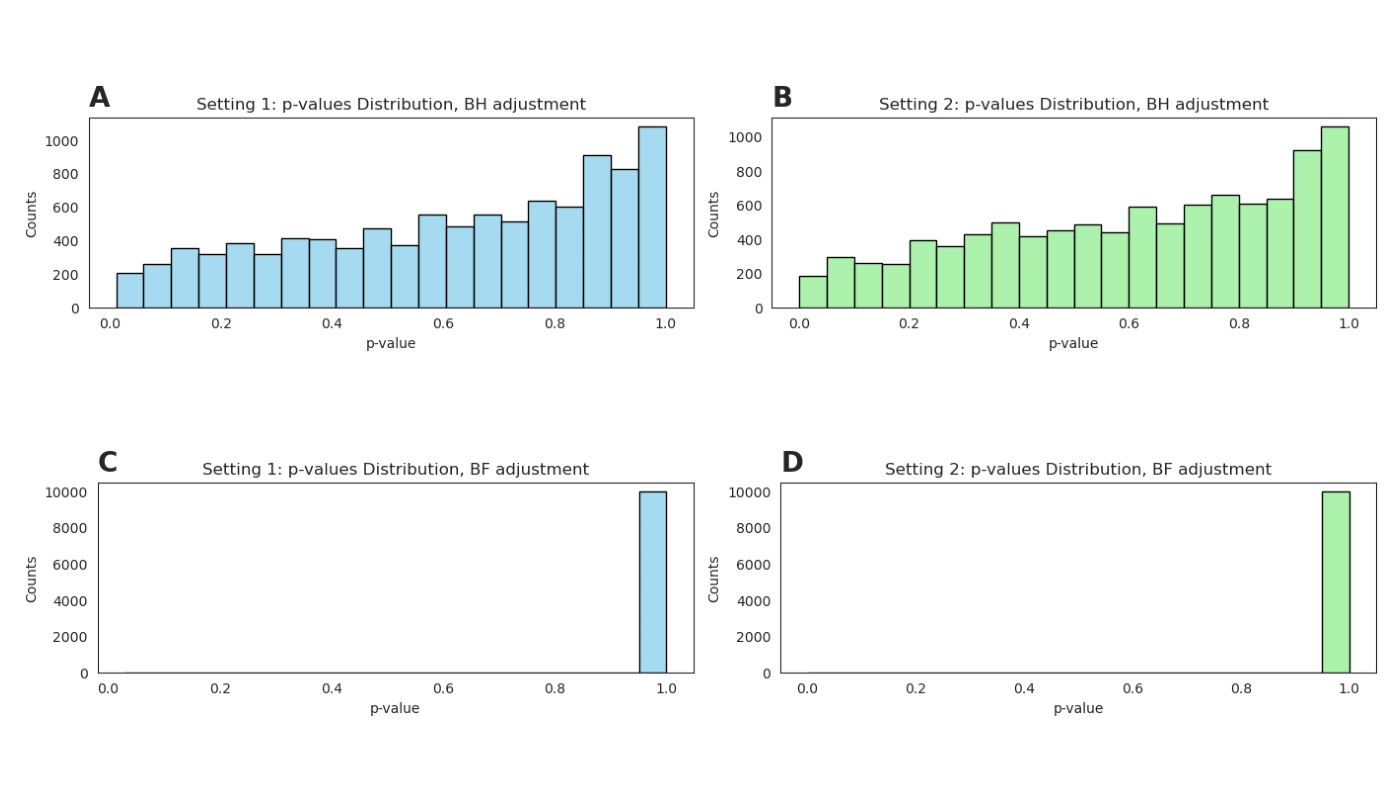 A
Setting 1: p-values Distribution, BH adjustment
Counts
1000
800
600
400
200
0
0.0 0.2 0.4 0.6 0.8 1.0
p-value
B
Setting 2: p-values Distribution, BH adjustment
Counts
1000
800
600
400
200
0
0.0 0.2 0.4 0.6 0.8 1.0
p-value
C
Setting 1: p-values Distribution, BF adjustment
Counts
10000
8000
6000
4000
2000
0
0.0 0.2 0.4 0.6 0.8 1.0
p-value
D
Setting 2: p-values Distribution, BF adjustment
Counts
10000
8000
6000
4000
2000
0
0.0 0.2 0.4 0.6 0.8 1.0
p-value